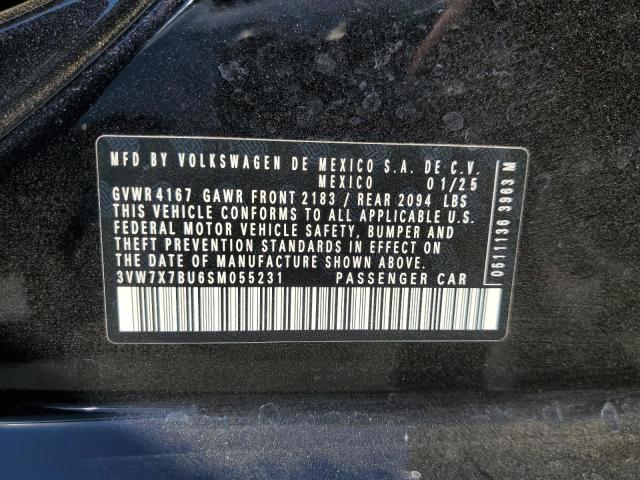 MFD BY VOLKSWAGEN DE MEXICO S.A. DE C.V.
MEXICO 01/25
GVWR 4167 GAWR FRONT 2183 / REAR 2094 LBS
THIS VEHICLE CONFORMS TO ALL APPLICABLE U.S.
FEDERAL MOTOR VEHICLE SAFETY, BUMPER AND
THEFT PREVENTION STANDARDS IN EFFECT ON
THE DATE OF MANUFACTURE SHOWN ABOVE.
3VW7X7BU6SM055231 PASSENGER CAR
0511136 3963 M